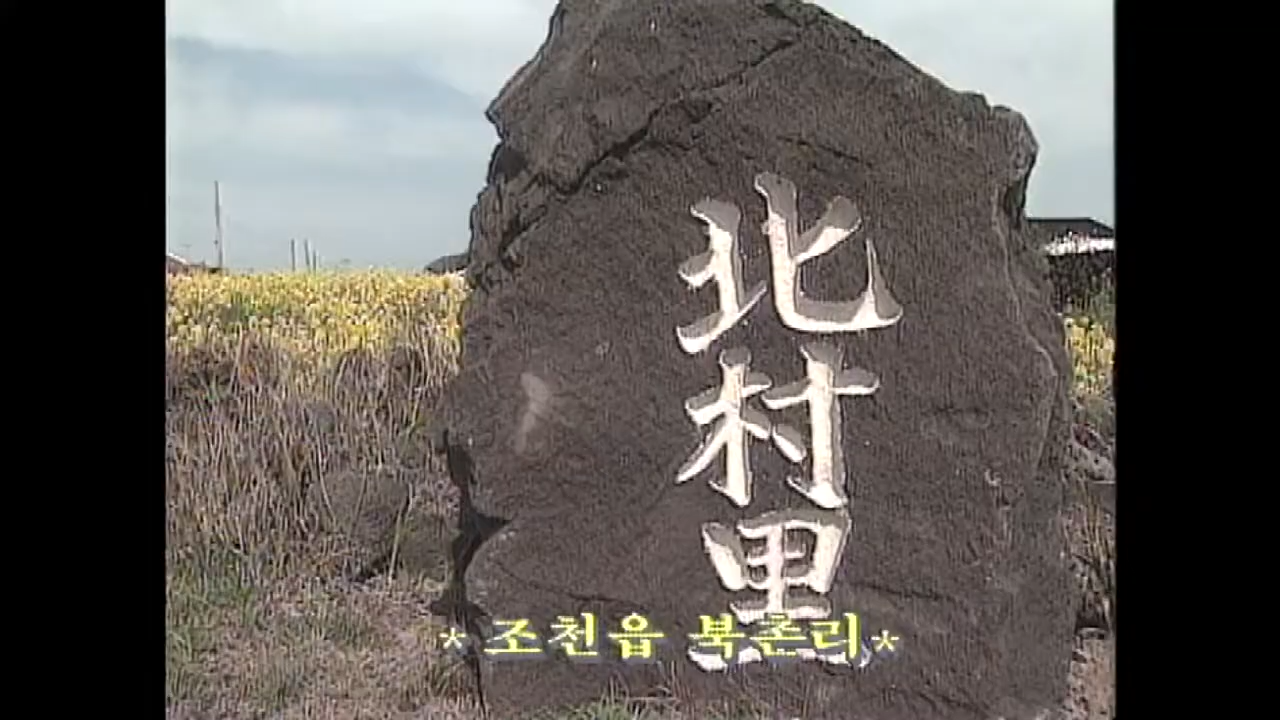 北
村
里
* 조천읍 북촌리 *